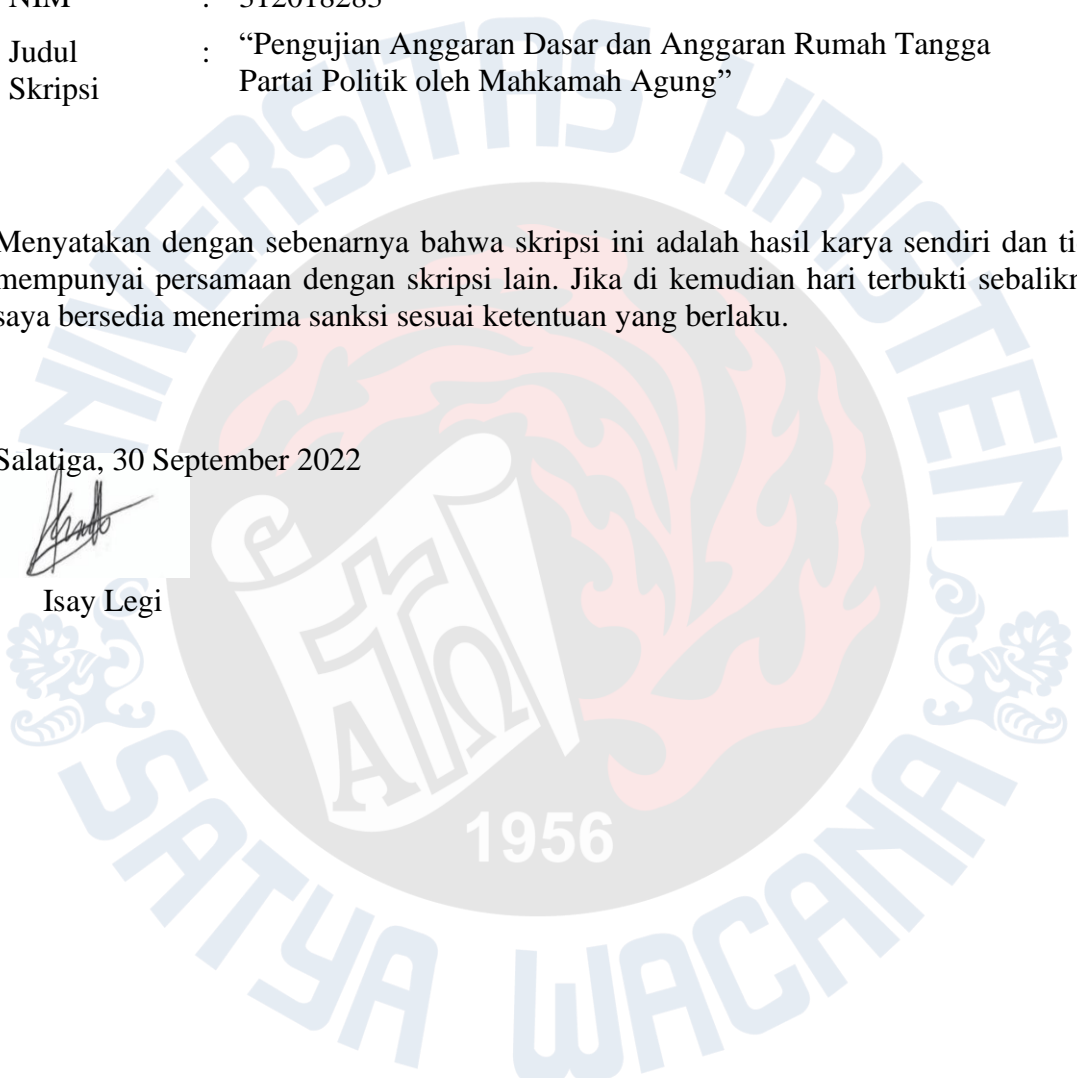 NIM : 312018283
Judul Skripsi : “Pengujian Anggaran Dasar dan Anggaran Rumah Tangga
Partai Politik oleh Mahkamah Agung”
Menyatakan dengan sebenarnya bahwa skripsi ini adalah hasil karya sendiri dan ti
mempunyai persamaan dengan skripsi lain. Jika di kemudian hari terbukti sebalikn
saya bersedia menerima sanksi sesuai ketentuan yang berlaku.
Salatiga, 30 September 2022
Isay Legi
NIVERSITAS KRISTEN
SATYA WACANA
1956